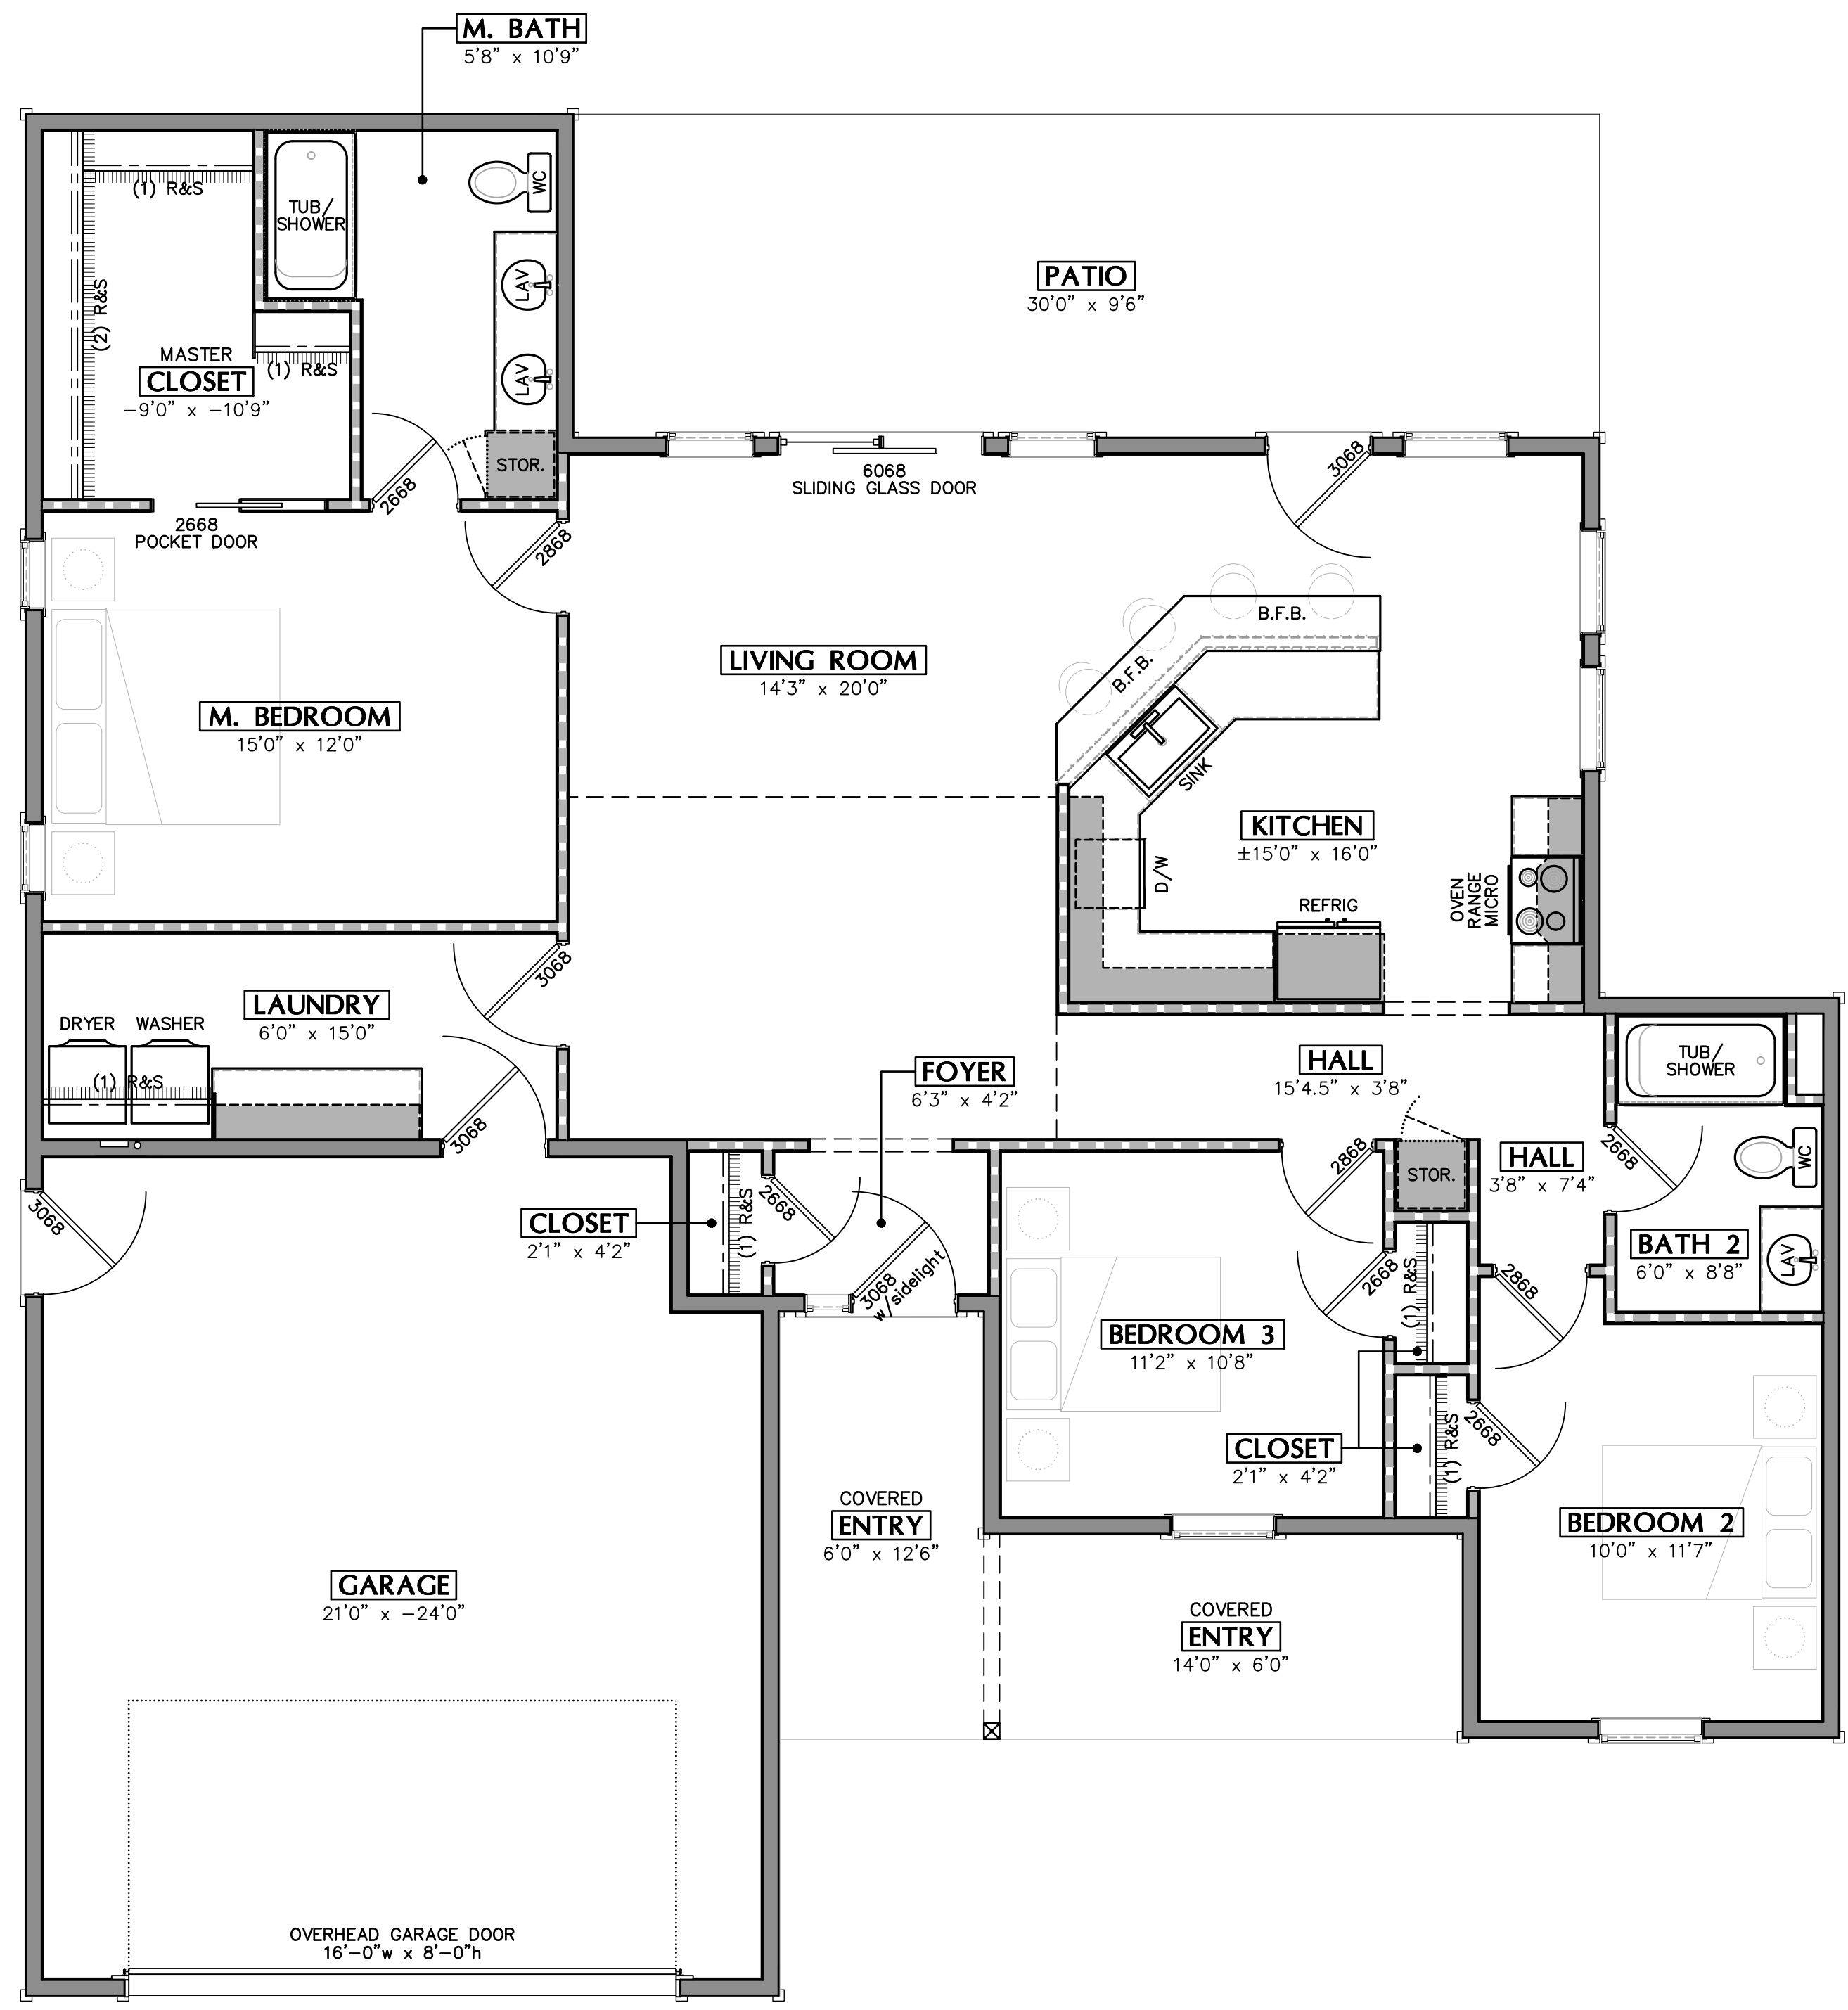 M. BATH
5'8" x 10'9"
(1) R&S
TUB/
SHOWER
WC
LAV
LAV
(2) R&S
(1) R&S
MASTER
CLOSET
−9'0" x −10'9"
STOR.
2668
2668
POCKET DOOR
2868
PATIO
30'0" x 9'6"
6068
SLIDING GLASS DOOR
3068
B.F.B.
B.F.B.
LIVING ROOM
14'3" x 20'0"
M. BEDROOM
15'0" x 12'0"
SINK
KITCHEN
±15'0" x 16'0"
D/W
REFRIG
OVEN
RANGE
MICRO
3068
LAUNDRY
6'0" x 15'0"
DRYER
WASHER
(1) R&S
3068
FOYER
6'3" x 4'2"
HALL
15'4.5" x 3'8"
TUB/
SHOWER
WC
LAV
HALL
3'8" x 7'4"
2668
BATH 2
6'0" x 8'8"
STOR.
2868
3068
CLOSET
2'1" x 4'2"
(1) R&S
2668
3068
w/sidelight
2668
(1) R&S
2868
BEDROOM 3
11'2" x 10'8"
CLOSET
2'1" x 4'2"
(1) R&S
2668
COVERED
ENTRY
6'0" x 12'6"
BEDROOM 2
10'0" x 11'7"
GARAGE
21'0" x −24'0"
COVERED
ENTRY
14'0" x 6'0"
OVERHEAD GARAGE DOOR
16'−0"w x 8'−0"h